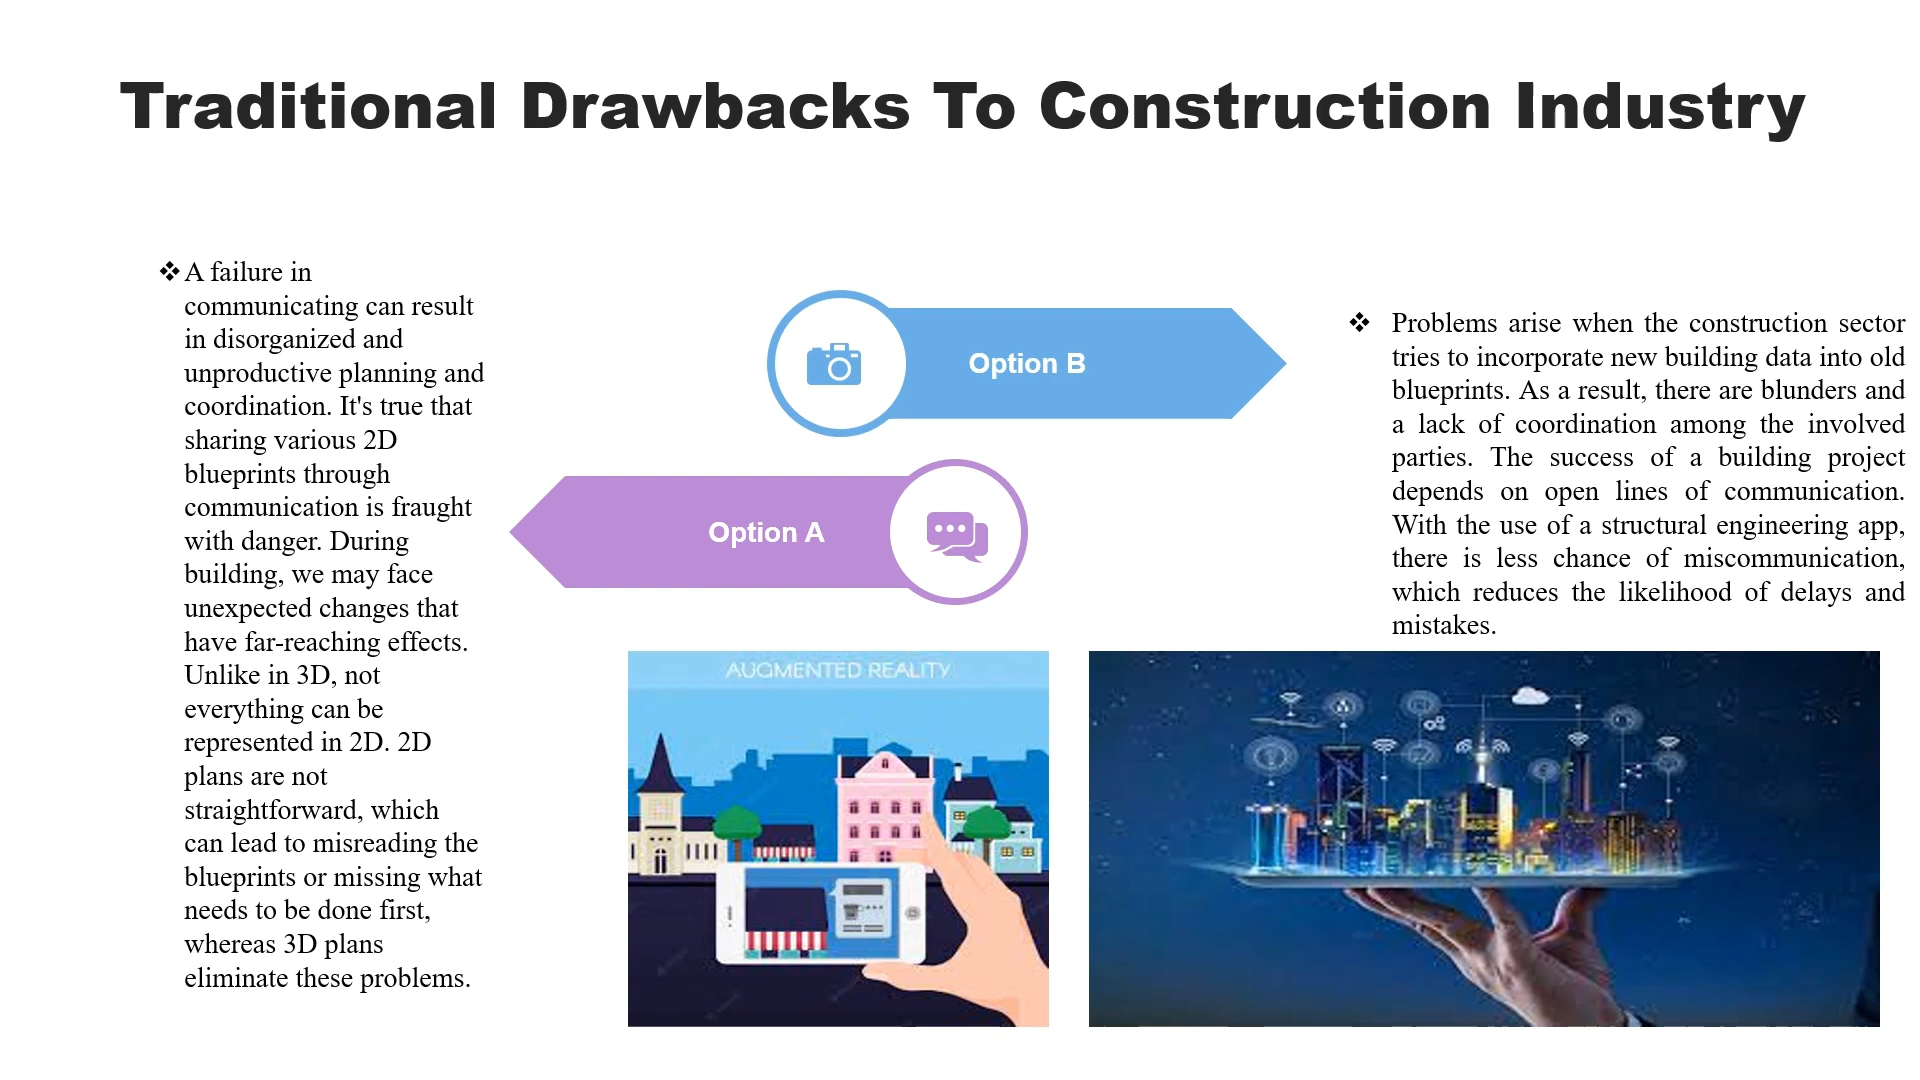 Traditional Drawbacks To Construction Industry
❖ A failure in
communicating can result
in disorganized and
unproductive planning and
coordination. It's true that
sharing various 2D
blueprints through
communication is fraught
with danger. During
building, we may face
unexpected changes that
have far-reaching effects.
Unlike in 3D, not
everything can be
represented in 2D. 2D
plans are not
straightforward, which
can lead to misreading the
blueprints or missing what
needs to be done first,
whereas 3D plans
eliminate these problems.
Option B
Option A
❖ Problems arise when the construction sector
tries to incorporate new building data into old
blueprints. As a result, there are blunders and
a lack of coordination among the involved
parties. The success of a building project
depends on open lines of communication.
With the use of a structural engineering app,
there is less chance of miscommunication,
which reduces the likelihood of delays and
mistakes.
AUGMENTED REALITY